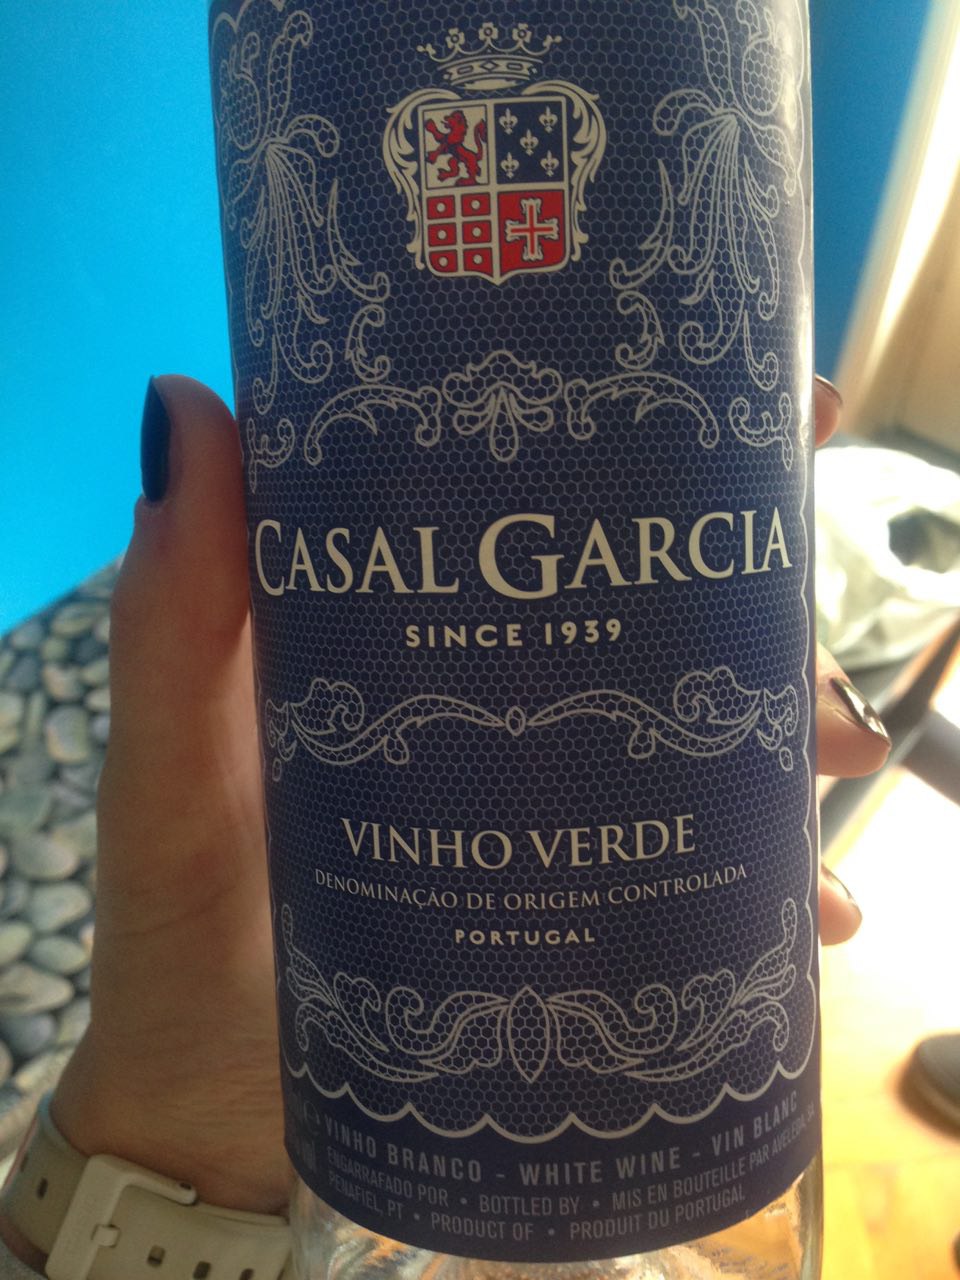 CASAL GARCIA
SINCE 1939
VINHO VERDE
DENOMINAÇÃO DE ORIGEM CONTROLADA
PORTUGAL
VINHO BRANCO - WHITE WINE - VIN BLANC
ENGARRAFADO POR • BOTTLED BY • MIS EN BOUTEILLE PAR AVELEDA, SA
PENAFIEL, PT • PRODUCT OF • PRODUIT DU PORTUGAL